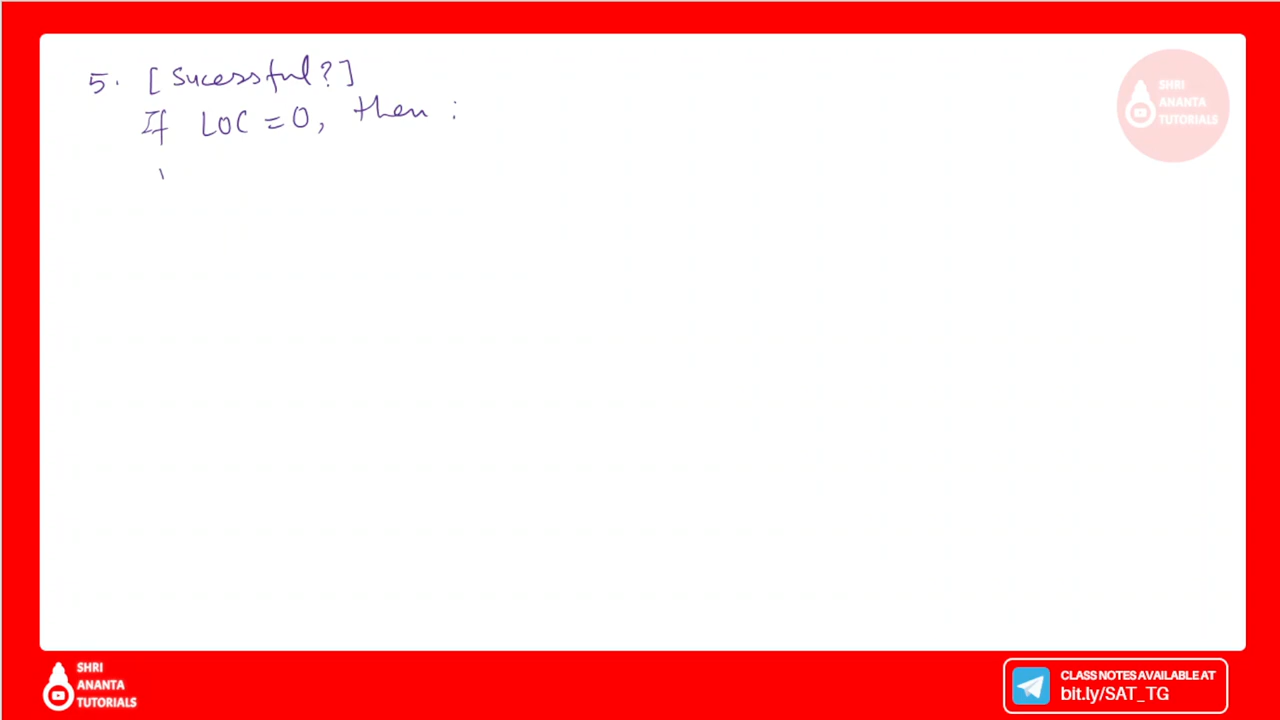 5. [Sucessful?]
If LOC = 0, then :
SHRI
ANANTA
TUTORIALS
SHRI
ANANTA
TUTORIALS
CLASS NOTES AVAILABLE AT
bit.ly/SAT_TG